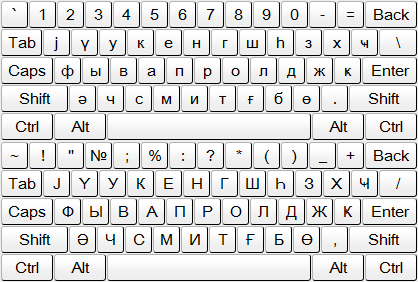 ` 1 2 3 4 5 6 7 8 9 0 - = Back
Tab ј ү у к е н г ш һ з х ҹ \
Caps ф ы в а п р о л д ж ҝ Enter
Shift ә ч с м и т ғ б ө . Shift
Ctrl Alt Alt Ctrl
~ ! " № ; % : ? * ( ) _ + Back
Tab Ј Ү У К Е Н Г Ш Һ З Х Ҹ /
Caps Ф Ы В А П Р О Л Д Ж Ҝ Enter
Shift Ә Ч С М И Т Ғ Б Ө , Shift
Ctrl Alt Alt Ctrl